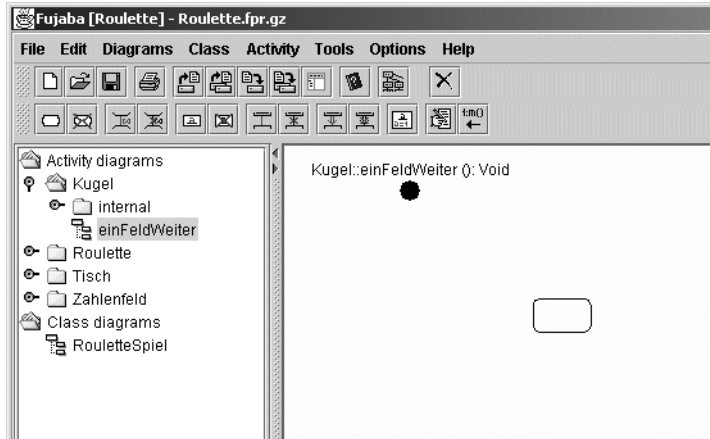 Fujaba [Roulette] - Roulette.fpr.gz
File Edit Diagrams Class Activity Tools Options Help
1:m()
Activity diagrams
Kugel
internal
einFeldWeiter
Roulette
Tisch
Zahlenfeld
Class diagrams
RouletteSpiel
Kugel::einFeldWeiter (): Void